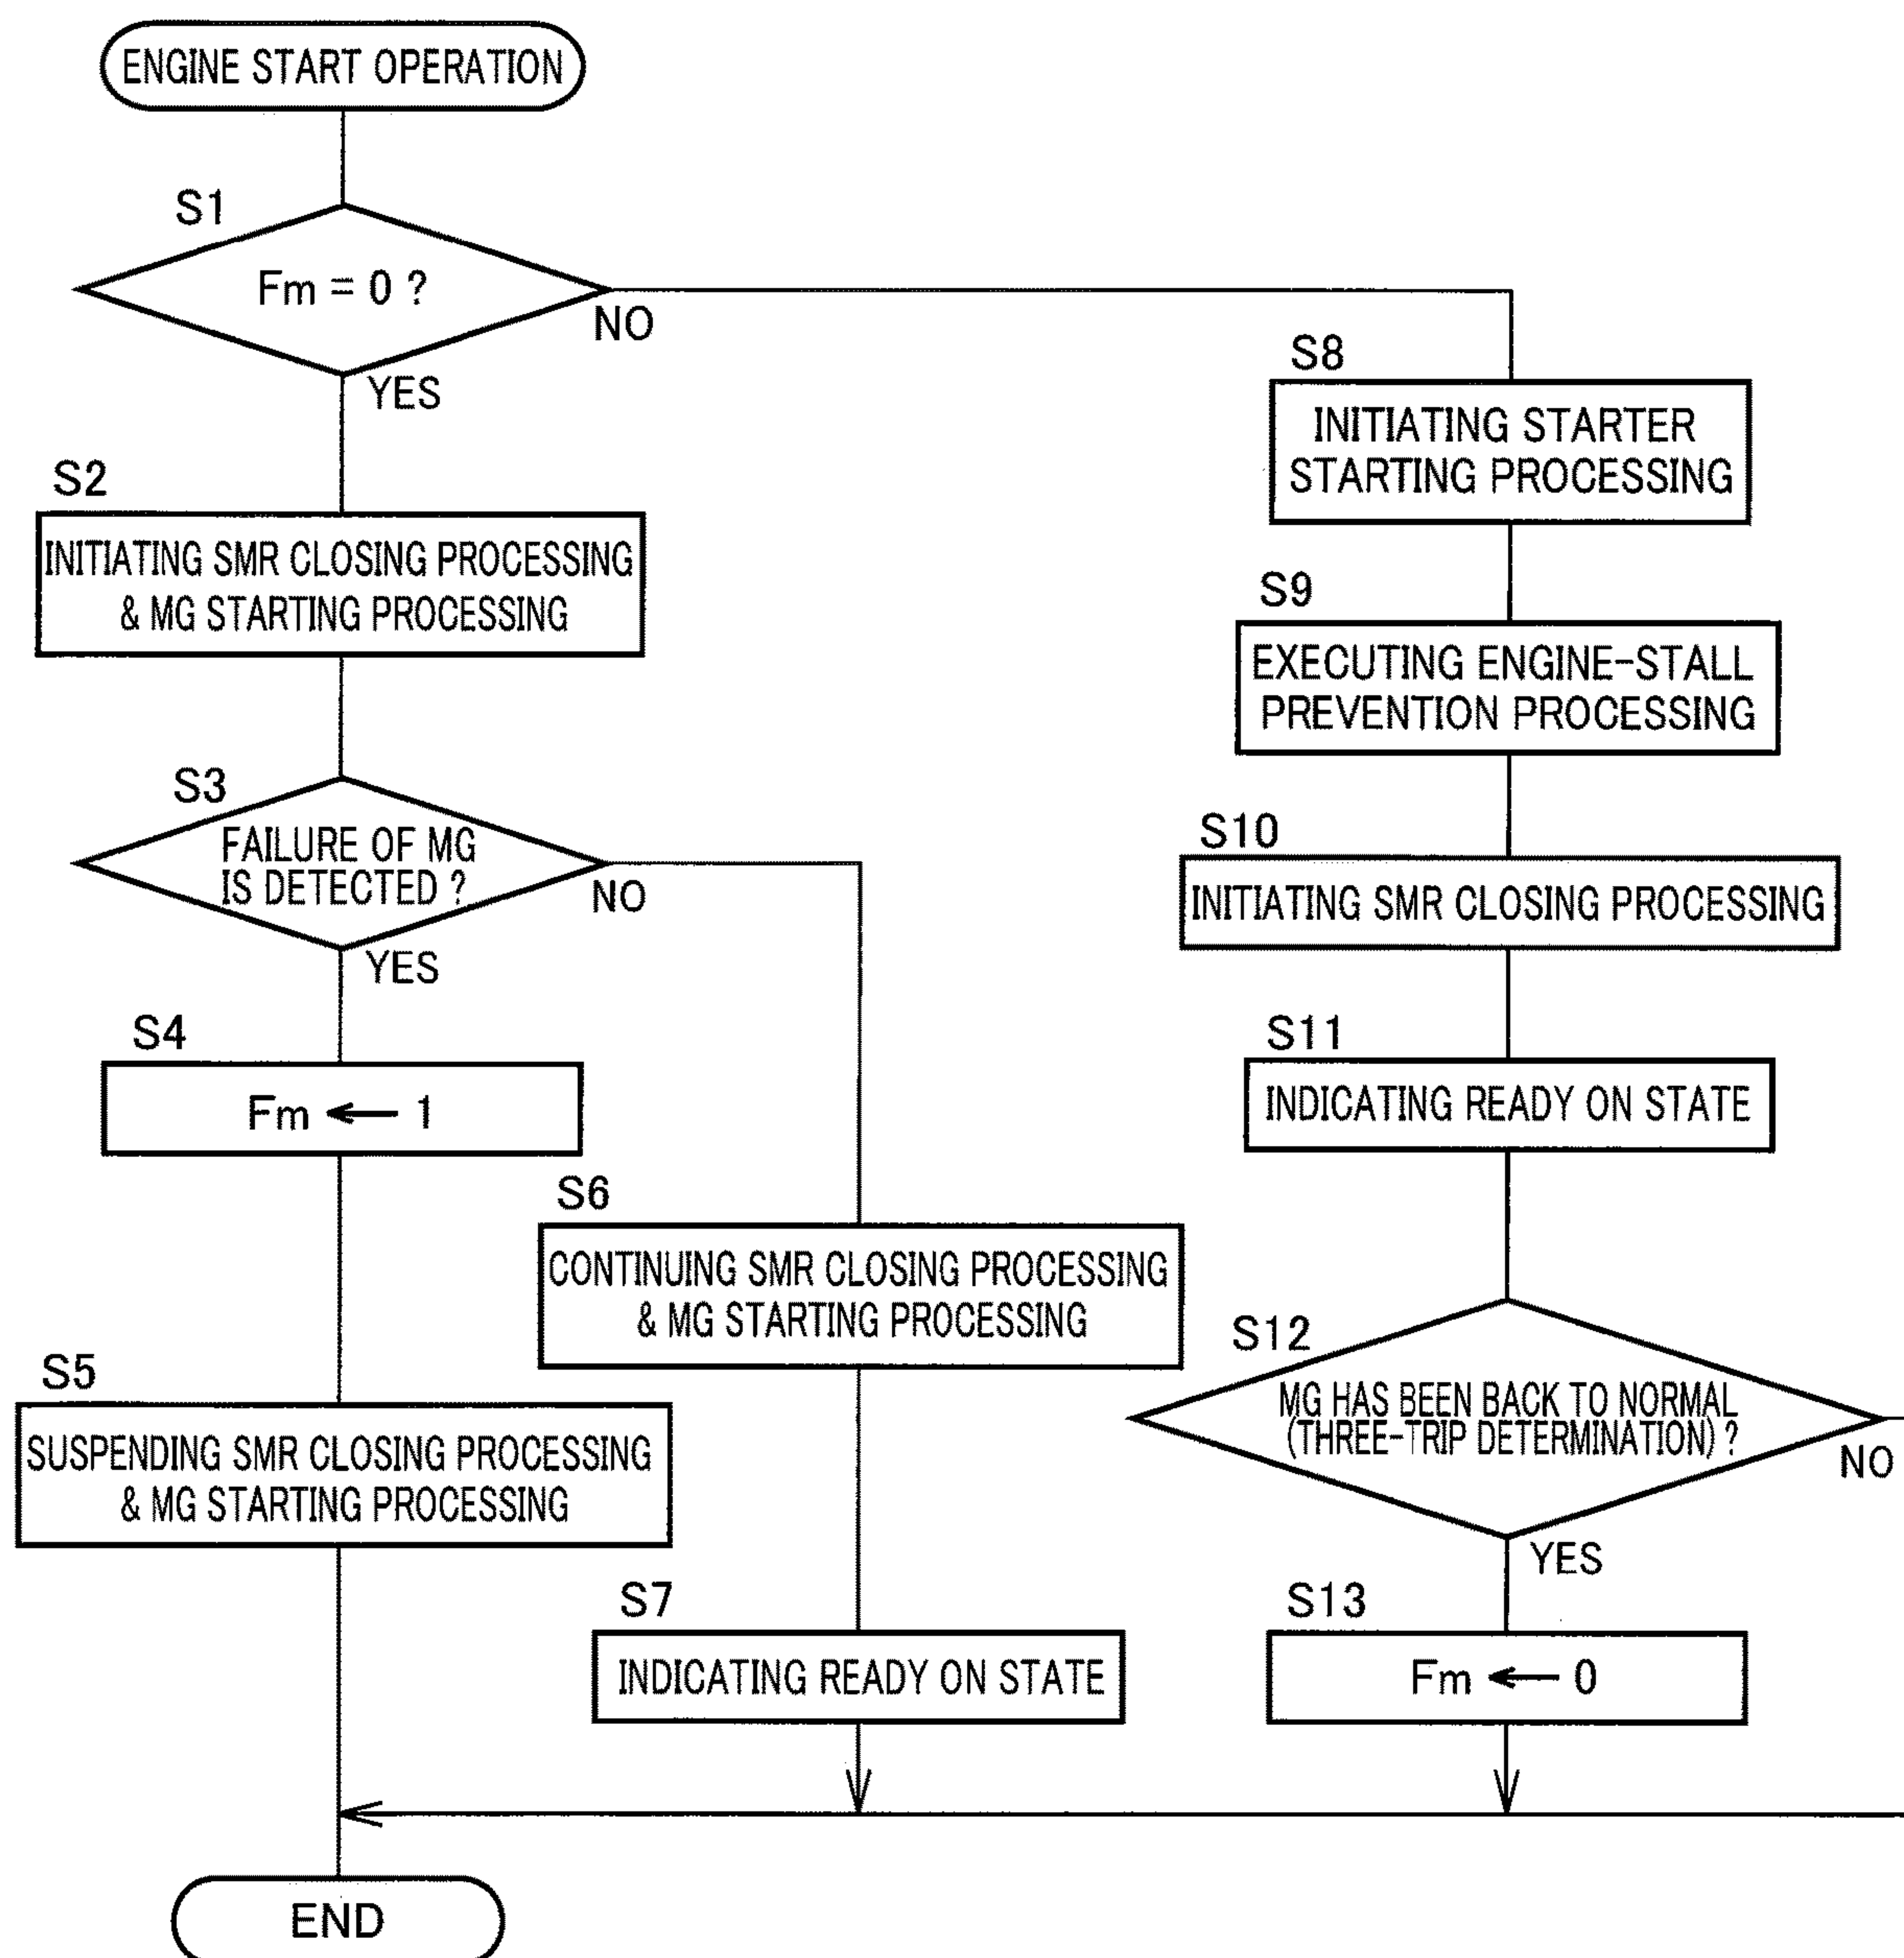 ENGINE START OPERATION
S1
Fm = 0 ?
NO
YES
S2
INITIATING SMR CLOSING PROCESSING
& MG STARTING PROCESSING
S3
FAILURE OF MG
IS DETECTED ?
NO
YES
S4
Fm ← 1
S5
SUSPENDING SMR CLOSING PROCESSING
& MG STARTING PROCESSING
S6
CONTINUING SMR CLOSING PROCESSING
& MG STARTING PROCESSING
S7
INDICATING READY ON STATE
S8
INITIATING STARTER
STARTING PROCESSING
S9
EXECUTING ENGINE-STALL
PREVENTION PROCESSING
S10
INITIATING SMR CLOSING PROCESSING
S11
INDICATING READY ON STATE
S12
MG HAS BEEN BACK TO NORMAL
(THREE-TRIP DETERMINATION) ?
NO
YES
S13
Fm ← 0
END